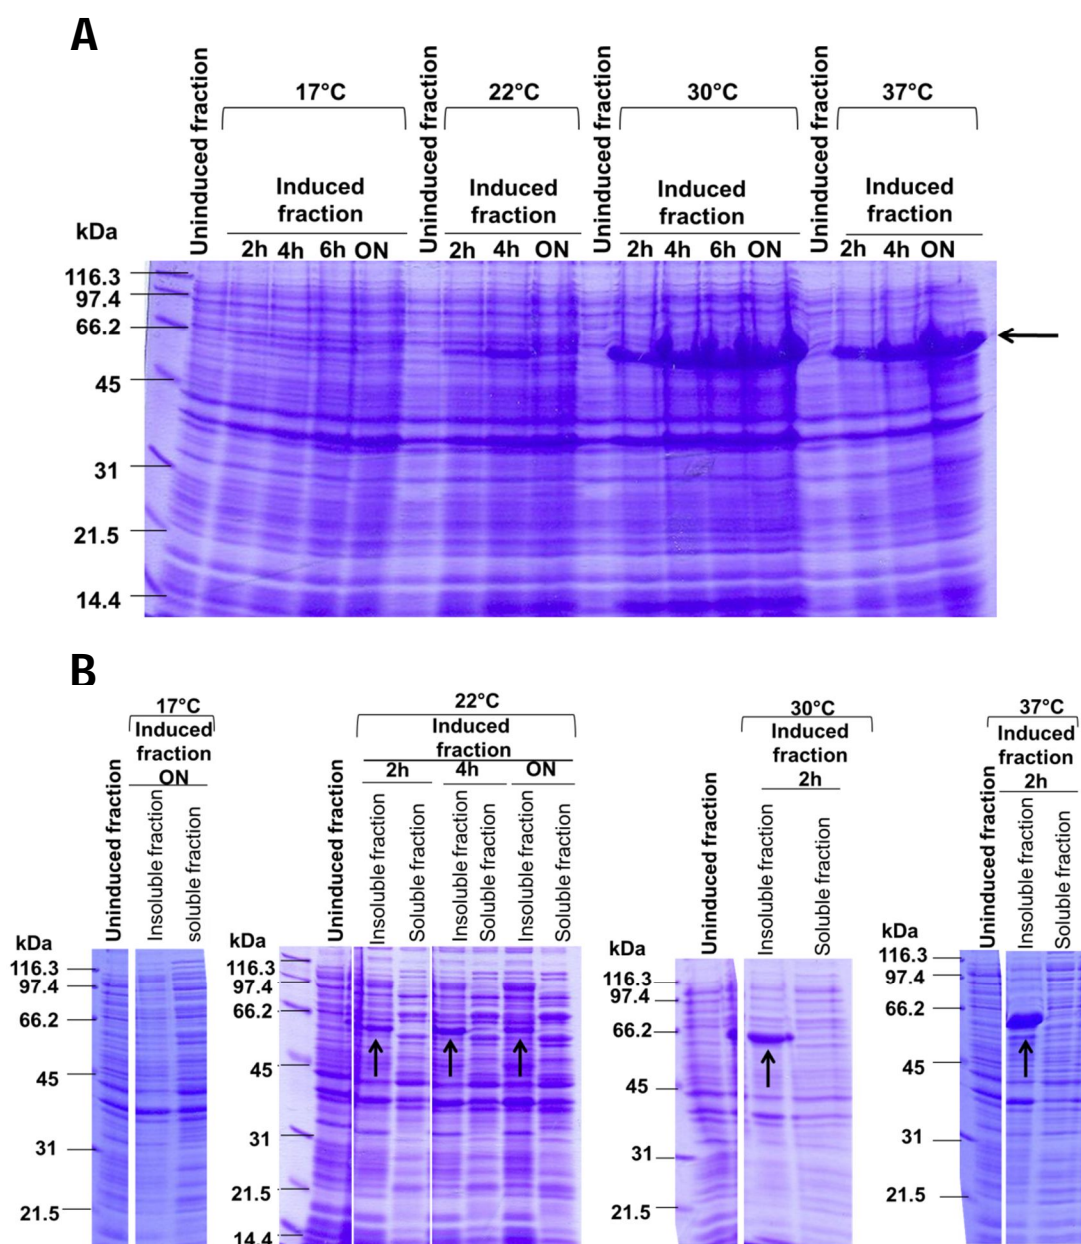 A
Uninduced fraction
17°C
Induced
fraction
2h 4h 6h ON
Uninduced fraction
22°C
Induced
fraction
2h 4h ON
Uninduced fraction
30°C
Induced
fraction
2h 4h 6h ON
Uninduced fraction
37°C
Induced
fraction
2h 4h ON
kDa
116.3
97.4
66.2
45
31
21.5
14.4
B
17°C
Induced
fraction
ON
Uninduced fraction
Insoluble fraction
soluble fraction
kDa
116.3
97.4
66.2
45
31
21.5
22°C
Induced
fraction
2h 4h ON
Uninduced fraction
Insoluble fraction
Soluble fraction
Insoluble fraction
Soluble fraction
Insoluble fraction
Soluble fraction
kDa
116.3
97.4
66.2
45
31
21.5
14.4
30°C
Induced
fraction
2h
Uninduced fraction
Insoluble fraction
Soluble fraction
kDa
116.3
97.4
66.2
45
31
21.5
37°C
Induced
fraction
2h
Uninduced fraction
Insoluble fraction
Soluble fraction
kDa
116.3
97.4
66.2
45
31
21.5